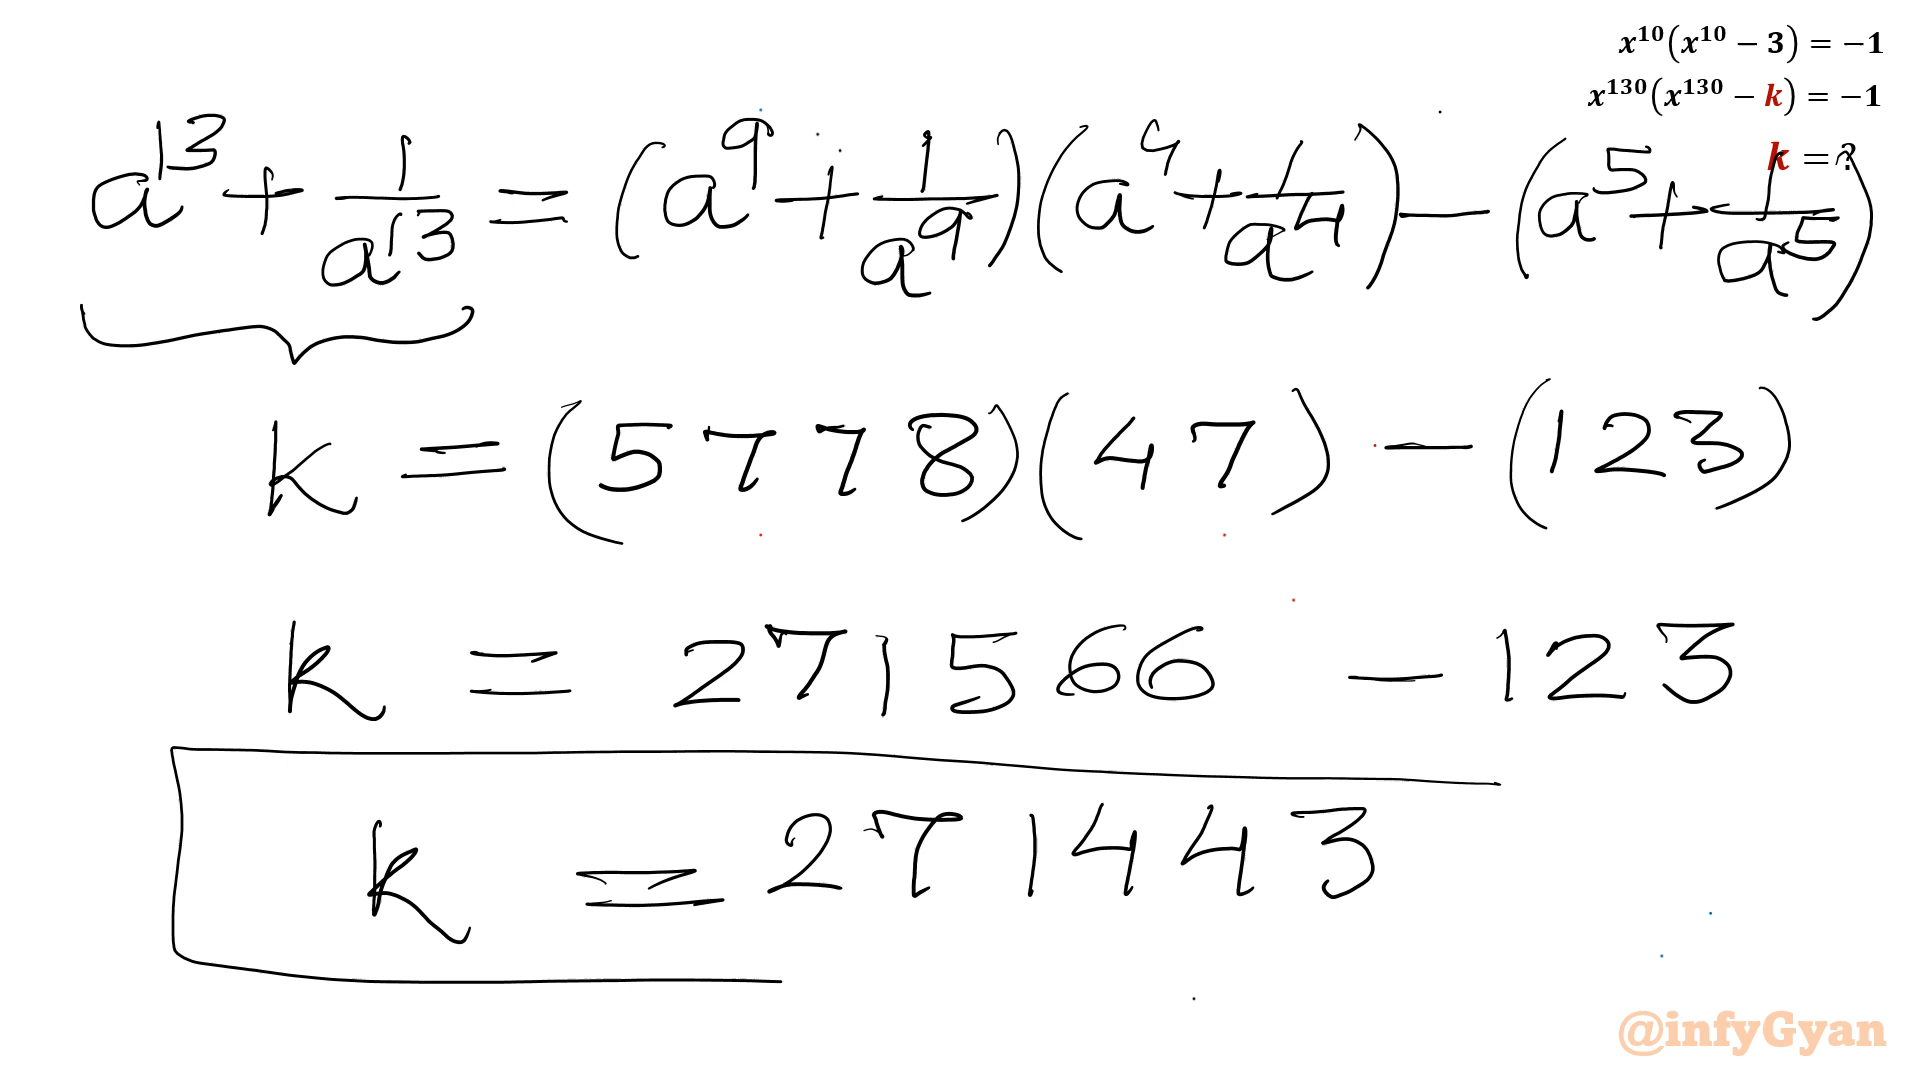 x¹⁰(x¹⁰ − 3) = −1
x¹³⁰(x¹³⁰ − k) = −1
k = ?
a¹³ + 1/a¹³ = (a⁹ + 1/a⁹)(a⁴ + 1/a⁴) − (a⁵ + 1/a⁵)
k = (5778)(47) − (123)
k = 271566 − 123
k = 271443
@infyGyan